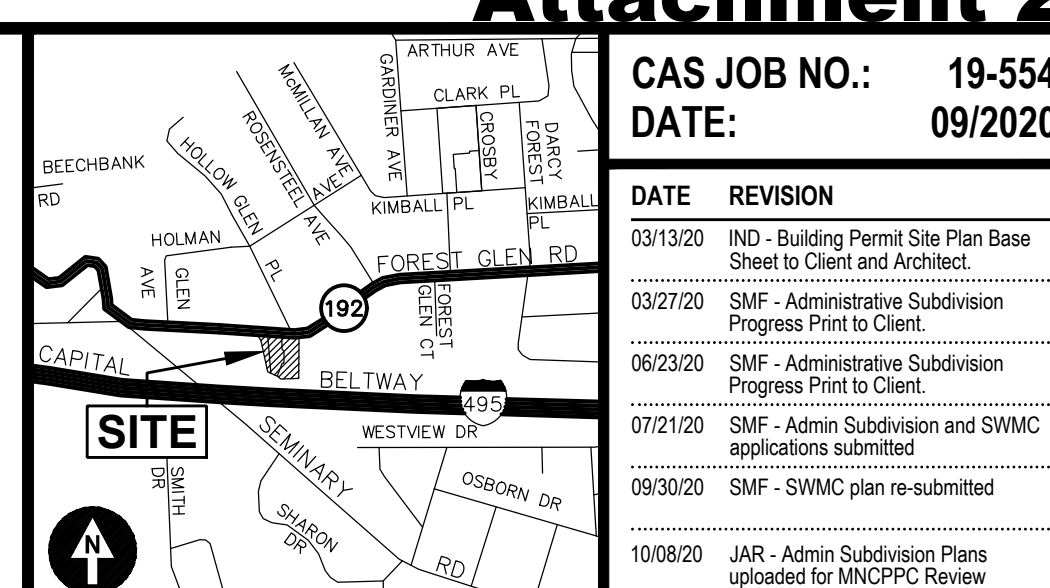 Attachment 2
ARTHUR AVE
CLARK PL
GARDINER AVE
McMILLAN AVE
ROSENSTEEL AVE
CROSBY
DARCY
FOREST
BEECHBANK
RD
HOLLOW GLEN
PL
AVE
KIMBALL PL
KIMBALL
PL
HOLMAN
AVE
GLEN
FOREST GLEN RD
192
FOREST
GLEN CT
CAPITAL
BELTWAY
495
SITE
WESTVIEW DR
SEMINARY
RD
OSBORN DR
SMITH
DR
SHARON
DR
N
CAS JOB NO.: 19-554
DATE: 09/2020
DATE REVISION
03/13/20 IND - Building Permit Site Plan Base
Sheet to Client and Architect.
03/27/20 SMF - Administrative Subdivision
Progress Print to Client.
06/23/20 SMF - Administrative Subdivision
Progress Print to Client.
07/21/20 SMF - Admin Subdivision and SWMC
applications submitted
09/30/20 SMF - SWMC plan re-submitted
10/08/20 JAR - Admin Subdivision Plans
uploaded for MNCPPC Review